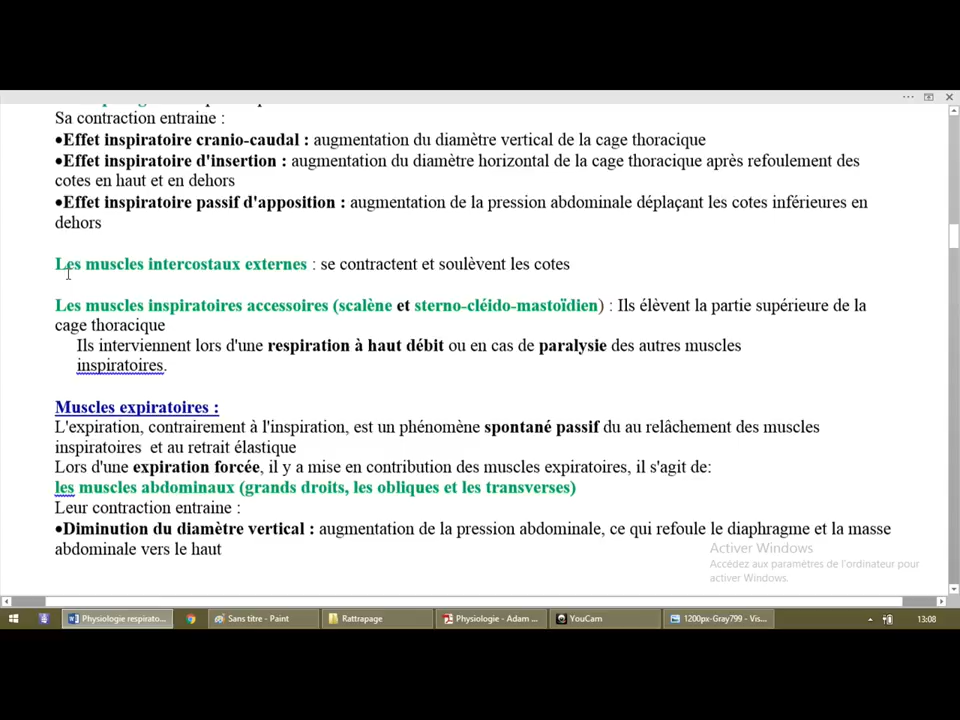 Sa contraction entraine :
•Effet inspiratoire cranio-caudal : augmentation du diamètre vertical de la cage thoracique
•Effet inspiratoire d'insertion : augmentation du diamètre horizontal de la cage thoracique après refoulement des
cotes en haut et en dehors
•Effet inspiratoire passif d'apposition : augmentation de la pression abdominale déplaçant les cotes inférieures en
dehors
Les muscles intercostaux externes : se contractent et soulèvent les cotes
Les muscles inspiratoires accessoires (scalène et sterno-cléido-mastoïdien) : Ils élèvent la partie supérieure de la
cage thoracique
Ils interviennent lors d'une respiration à haut débit ou en cas de paralysie des autres muscles
inspiratoires.
Muscles expiratoires :
L'expiration, contrairement à l'inspiration, est un phénomène spontané passif du au relâchement des muscles
inspiratoires et au retrait élastique
Lors d'une expiration forcée, il y a mise en contribution des muscles expiratoires, il s'agit de:
les muscles abdominaux (grands droits, les obliques et les transverses)
Leur contraction entraine :
•Diminution du diamètre vertical : augmentation de la pression abdominale, ce qui refoule le diaphragme et la masse
abdominale vers le haut
Activer Windows
Accédez aux paramètres de l'ordinateur pour
activer Windows.
Physiologie respirato... Sans titre - Paint Rattrapage Physiologie - Adam ... YouCam 1200px-Gray799 - Vis... 13:08